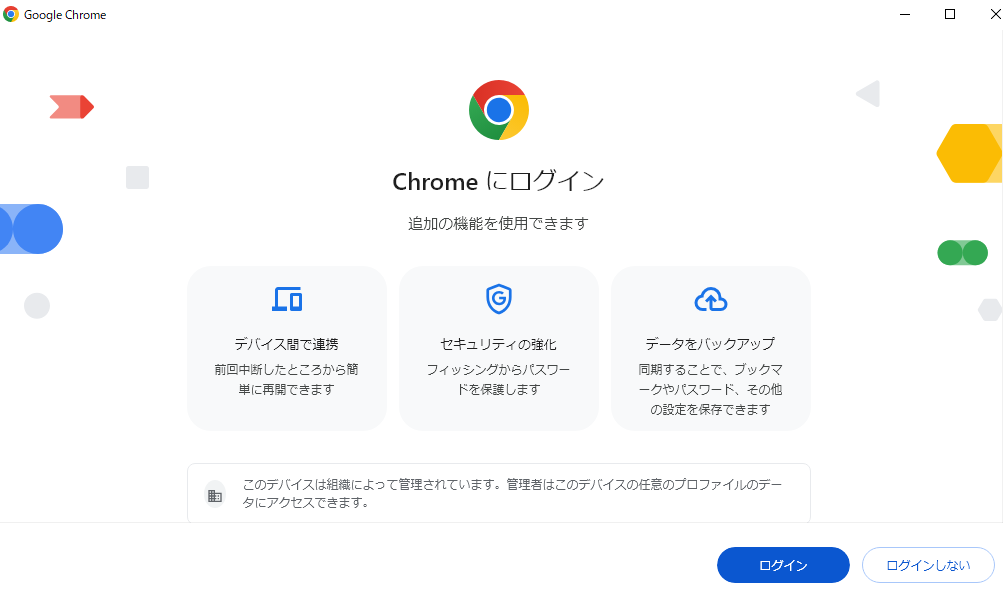 Google Chrome
Chrome にログイン
追加の機能を使用できます
デバイス間で連携
前回中断したところから簡
単に再開できます
セキュリティの強化
フィッシングからパスワー
ドを保護します
データをバックアップ
同期することで、ブックマ
ークやパスワード、その他
の設定を保存できます
このデバイスは組織によって管理されています。管理者はこのデバイスの任意のプロファイルのデー
タにアクセスできます。
ログイン
ログインしない